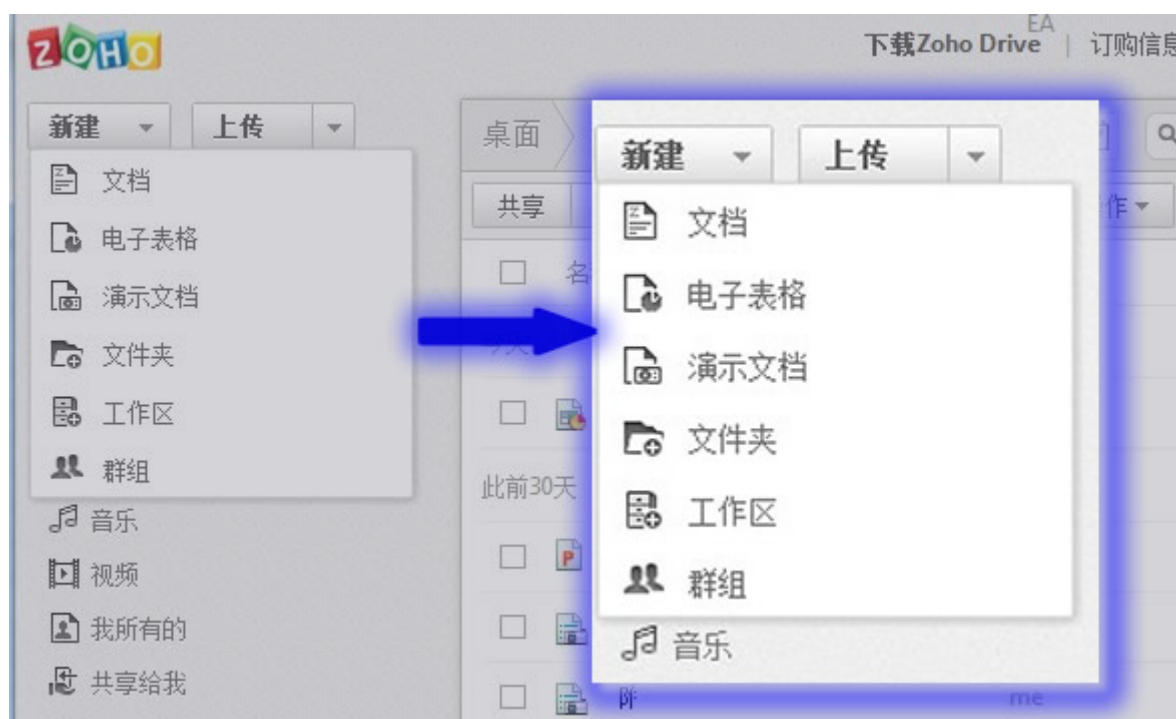 ZOHO
EA
下载Zoho Drive | 订购信息
新建 上传
文档
电子表格
演示文档
文件夹
工作区
群组
音乐
视频
我所有的
共享给我
桌面
共享
作
名
今天
此前30天
me
新建 上传
文档
电子表格
演示文档
文件夹
工作区
群组
音乐